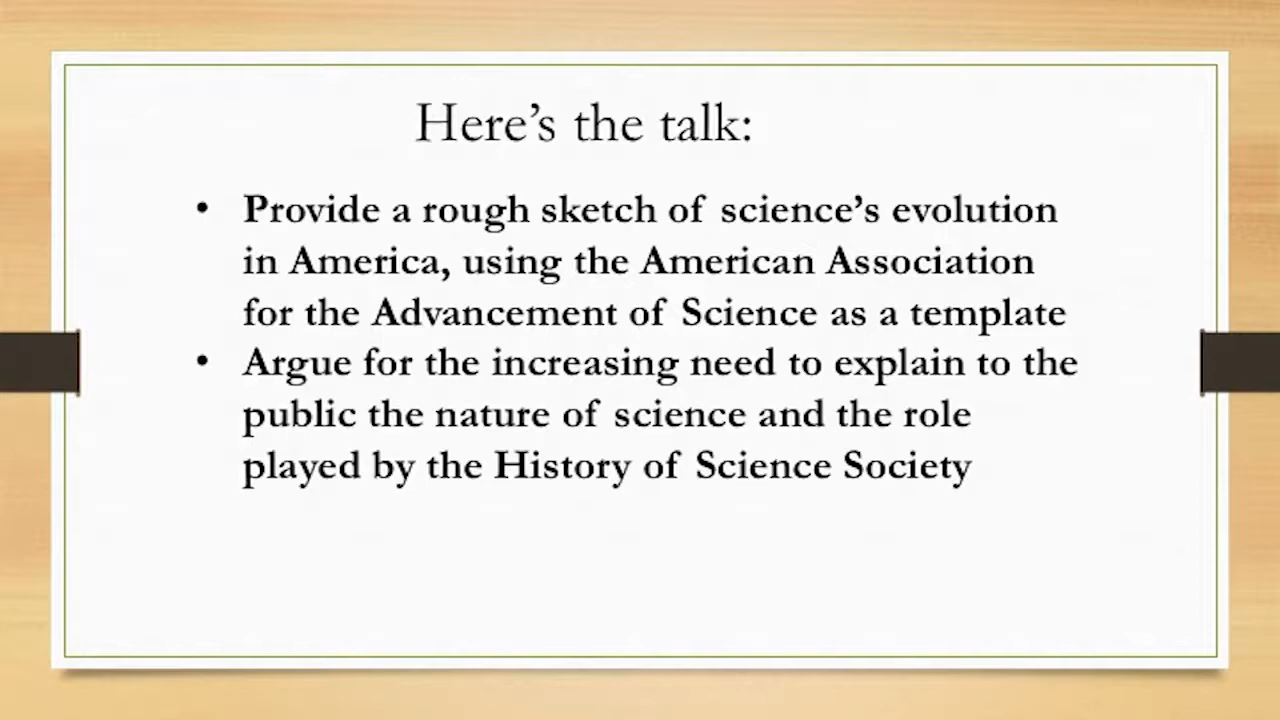 Here’s the talk:
• Provide a rough sketch of science’s evolution
in America, using the American Association
for the Advancement of Science as a template
• Argue for the increasing need to explain to the
public the nature of science and the role
played by the History of Science Society